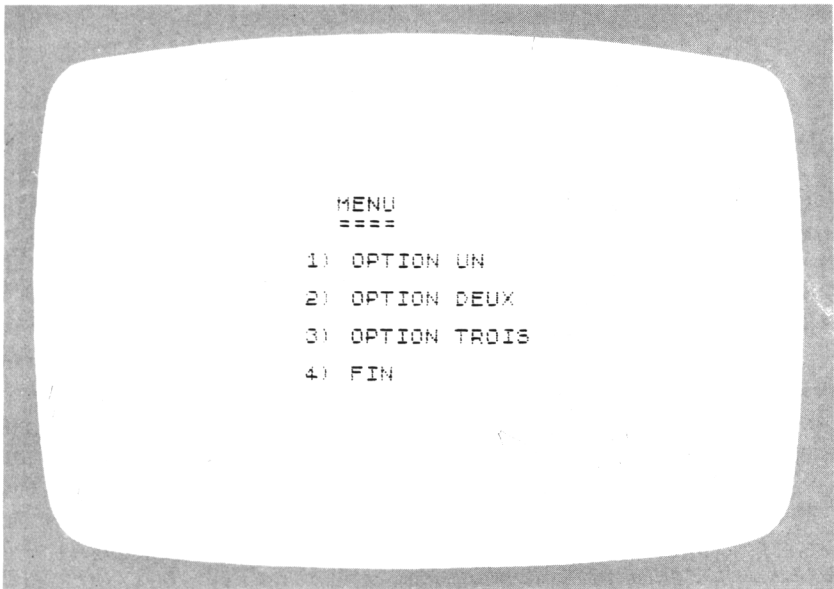 MENU
====
1) OPTION UN
2) OPTION DEUX
3) OPTION TROIS
4) FIN